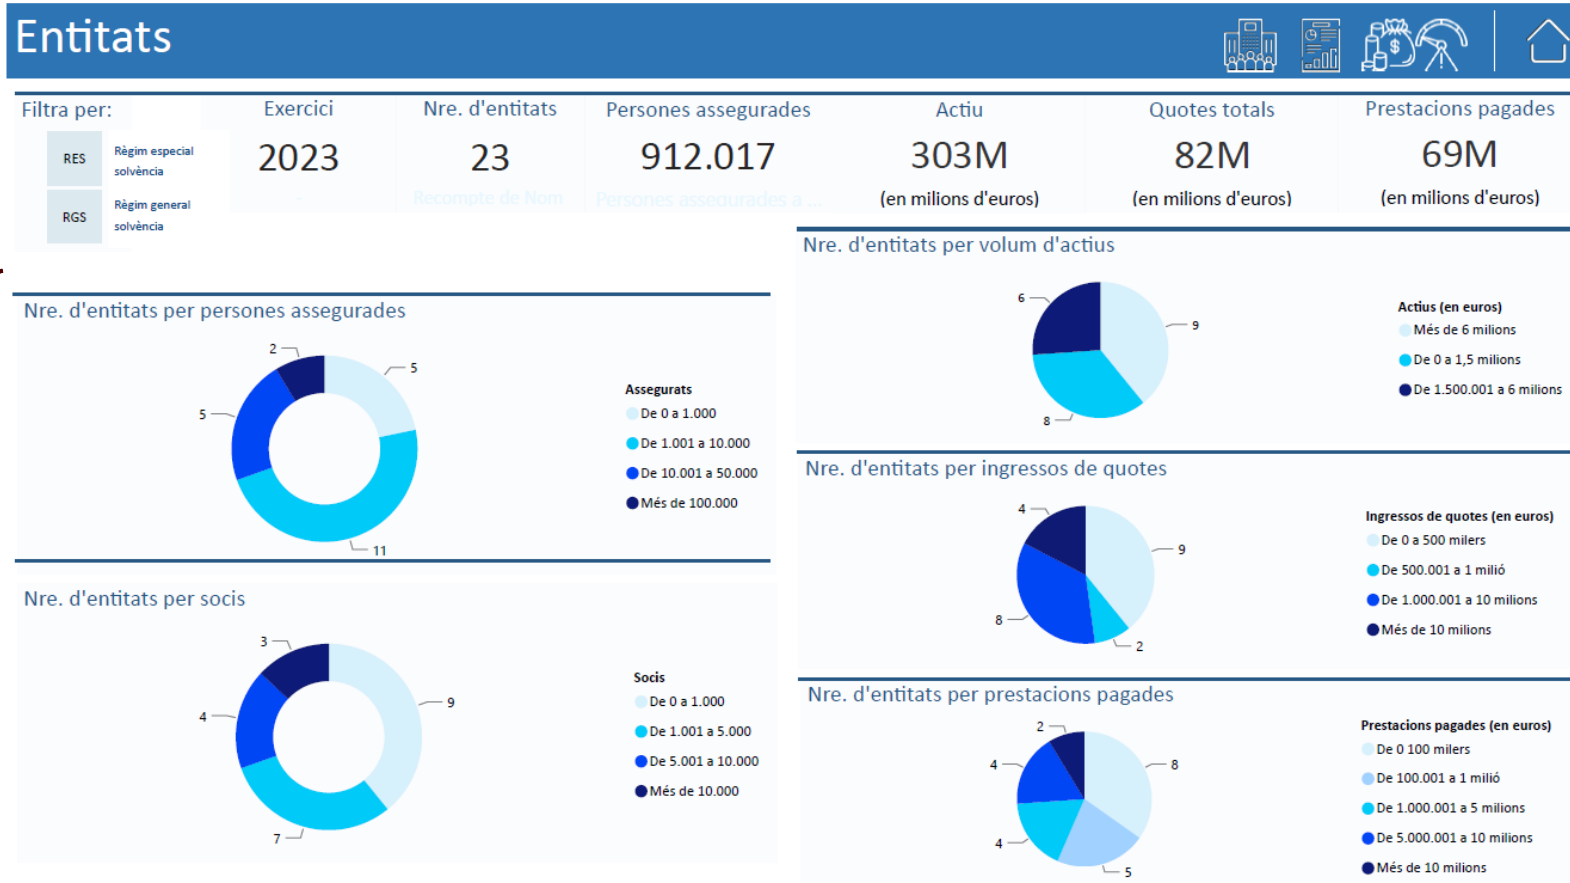 Entitats
Filtra per:
RES
Règim especial
solvència
RGS
Règim general
solvència
Exercici
2023
Nre. d'entitats
23
Recompte de Nom
Persones assegurades
912.017
Persones assegurades a ...
Actiu
303M
(en milions d'euros)
Quotes totals
82M
(en milions d'euros)
Prestacions pagades
69M
(en milions d'euros)
Nre. d'entitats per persones assegurades
2
5
5
11
Assegurats
De 0 a 1.000
De 1.001 a 10.000
De 10.001 a 50.000
Més de 100.000
Nre. d'entitats per socis
3
9
4
7
Socis
De 0 a 1.000
De 1.001 a 5.000
De 5.001 a 10.000
Més de 10.000
Nre. d'entitats per volum d'actius
6
9
8
Actius (en euros)
Més de 6 milions
De 0 a 1,5 milions
De 1.500.001 a 6 milions
Nre. d'entitats per ingressos de quotes
4
9
8
2
Ingressos de quotes (en euros)
De 0 a 500 milers
De 500.001 a 1 milió
De 1.000.001 a 10 milions
Més de 10 milions
Nre. d'entitats per prestacions pagades
2
8
4
4
5
Prestacions pagades (en euros)
De 0 100 milers
De 100.001 a 1 milió
De 1.000.001 a 5 milions
De 5.000.001 a 10 milions
Més de 10 milions